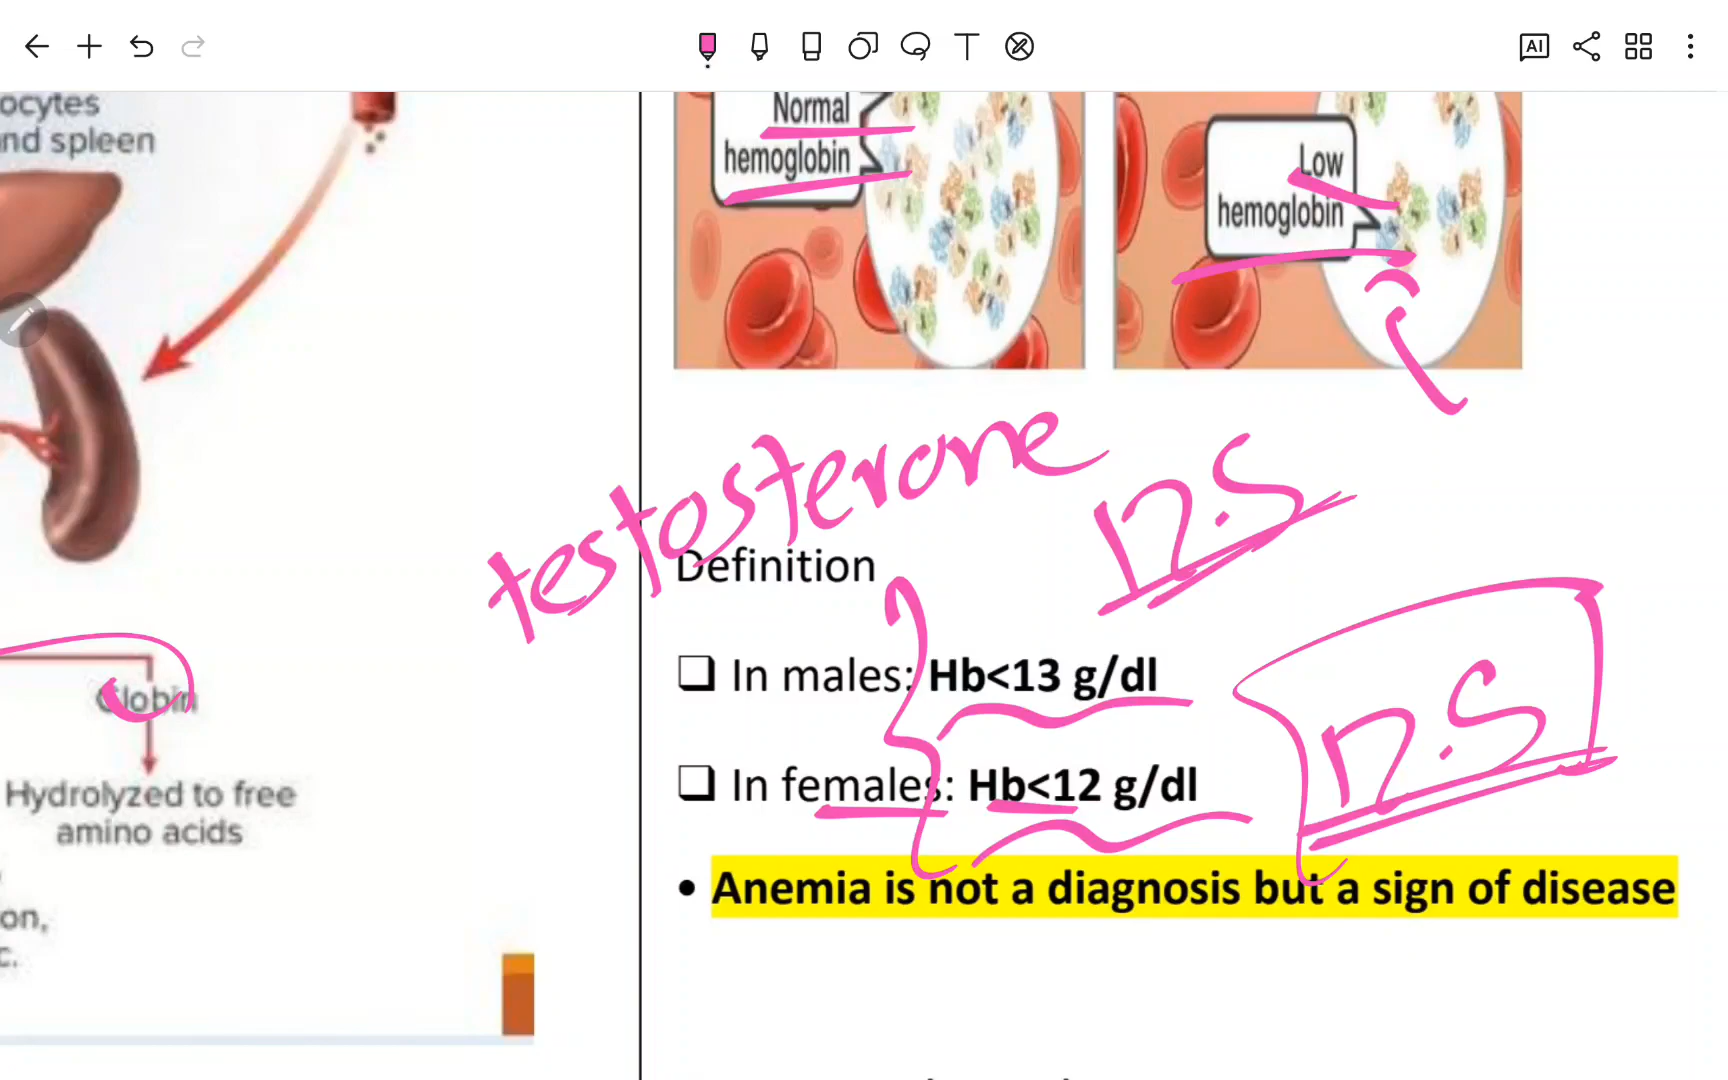 AI
ocytes
nd spleen
Globin
Hydrolyzed to free
amino acids
on,
c.
Normal
hemoglobin
Low
hemoglobin
testosterone
12.5
Definition
In males: Hb<13 g/dl
In females: Hb<12 g/dl
12.5
• Anemia is not a diagnosis but a sign of disease